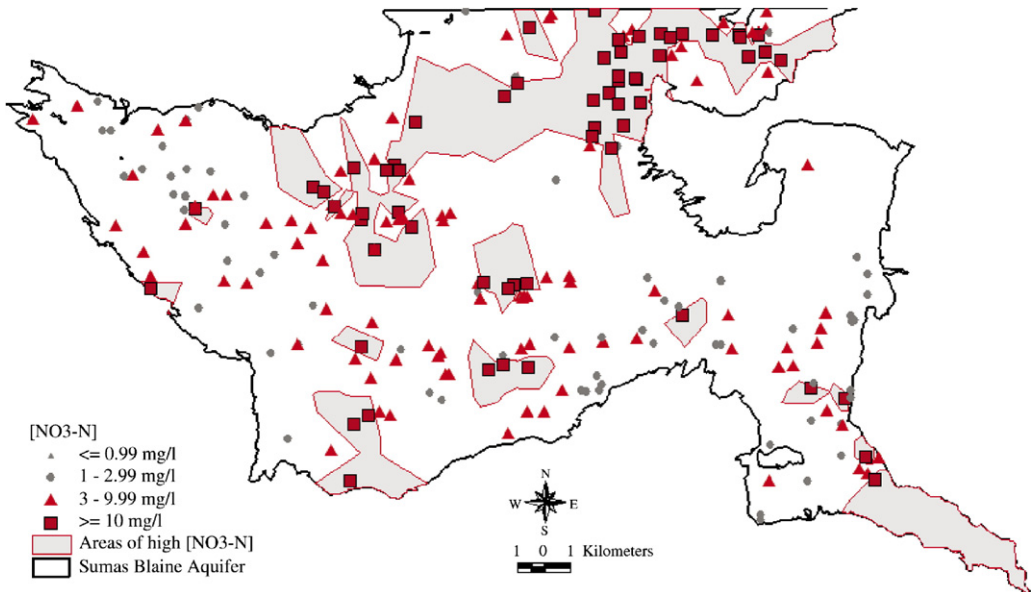 [NO3-N]
<= 0.99 mg/l
1 - 2.99 mg/l
3 - 9.99 mg/l
>= 10 mg/l
Areas of high [NO3-N]
Sumas Blaine Aquifer
N
W E
S
1 0 1 Kilometers